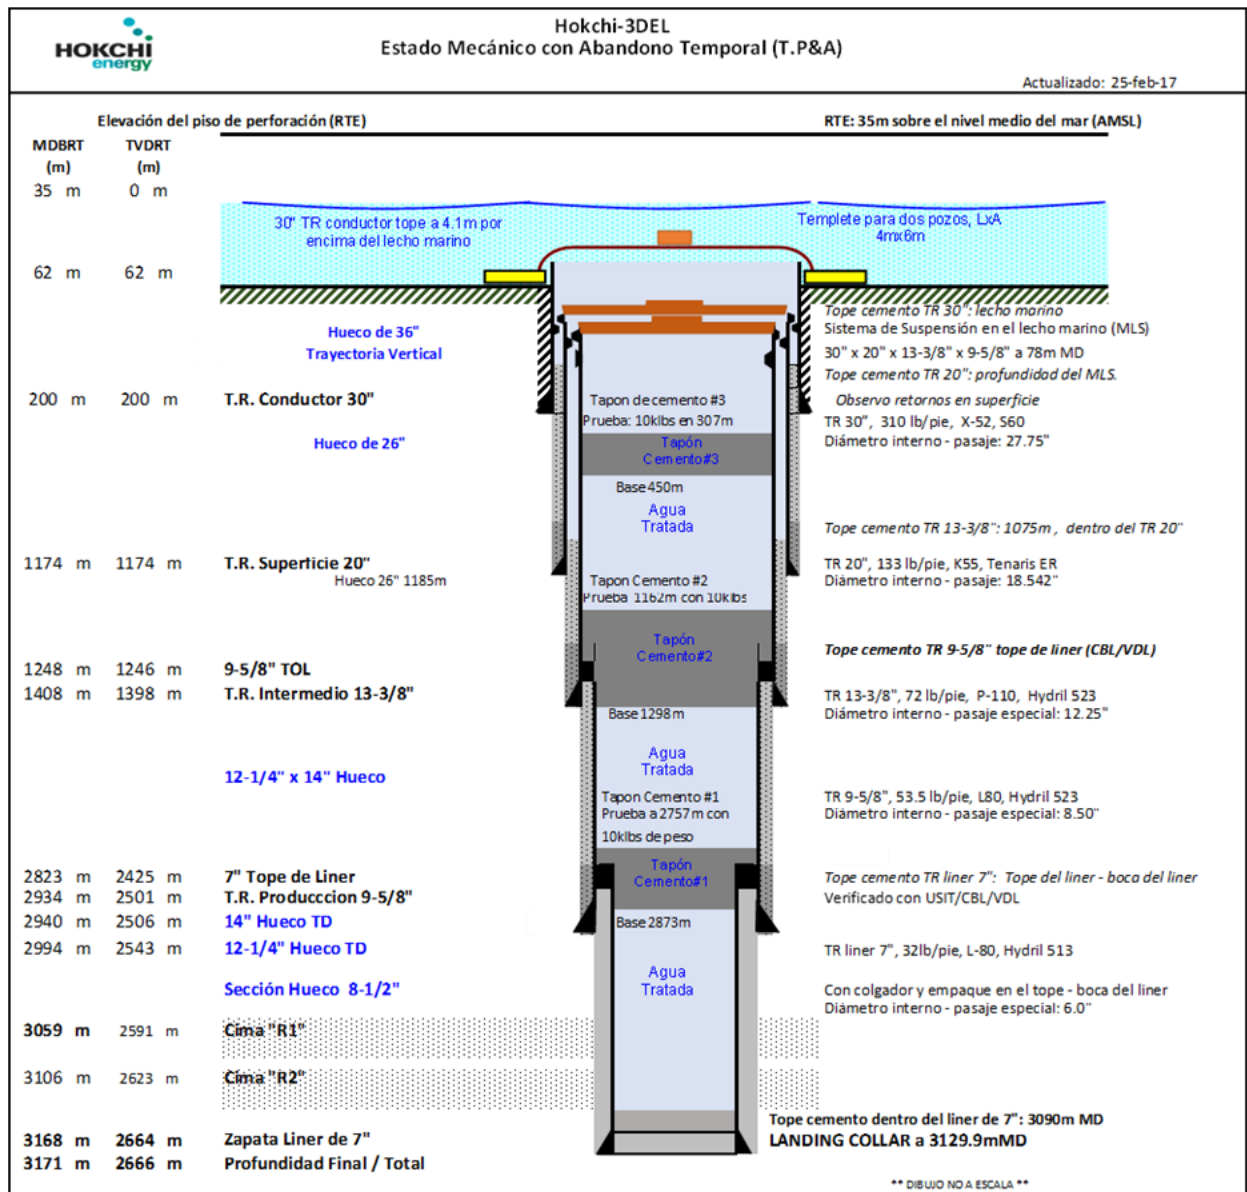 HOKCHI
energy
Hokchi-3DEL
Estado Mecánico con Abandono Temporal (T.P&A)
Actualizado: 25-feb-17
Elevación del piso de perforación (RTE)
RTE: 35m sobre el nivel medio del mar (AMSL)
MDBRT TVDRT
(m) (m)
35 m 0 m
30" TR conductor tope a 4.1m por
encima del lecho marino
Templete para dos pozos, LxA
4mx6m
62 m 62 m
Tope cemento TR 30": lecho marino
Hueco de 36"
Sistema de Suspensión en el lecho marino (MLS)
Trayectoria Vertical
30" x 20" x 13-3/8" x 9-5/8" a 78m MD
Tope cemento TR 20": profundidad del MLS.
200 m 200 m T.R. Conductor 30"
Tapon de cemento #3
Observo retornos en superficie
Prueba: 10klbs en 307m
TR 30", 310 lb/pie, X-52, S60
Hueco de 26"
Tapón
Cemento#3
Diámetro interno - pasaje: 27.75"
Base 450m
Agua
Tratada
Tope cemento TR 13-3/8": 1075m , dentro del TR 20"
1174 m 1174 m T.R. Superficie 20"
TR 20", 133 lb/pie, K55, Tenaris ER
Hueco 26" 1185m
Tapon Cemento #2
Diámetro interno - pasaje: 18.542"
Prueba 1162m con 10klbs
Tapón
Cemento#2
Tope cemento TR 9-5/8" tope de liner (CBL/VDL)
1248 m 1246 m 9-5/8" TOL
1408 m 1398 m T.R. Intermedio 13-3/8"
TR 13-3/8", 72 lb/pie, P-110, Hydril 523
Base 1298m
Diámetro interno - pasaje especial: 12.25"
Agua
Tratada
12-1/4" x 14" Hueco
Tapon Cemento #1
TR 9-5/8", 53.5 lb/pie, L80, Hydril 523
Prueba a 2757m con
Diámetro interno - pasaje especial: 8.50"
10klbs de peso
Tapón
Cemento#1
2823 m 2425 m 7" Tope de Liner
Tope cemento TR liner 7": Tope del liner - boca del liner
2934 m 2501 m T.R. Producccion 9-5/8"
Verificado con USIT/CBL/VDL
2940 m 2506 m 14" Hueco TD
Base 2873m
2994 m 2543 m 12-1/4" Hueco TD
TR liner 7", 32lb/pie, L-80, Hydril 513
Agua
Tratada
Sección Hueco 8-1/2"
Con colgador y empaque en el tope - boca del liner
Diámetro interno - pasaje especial: 6.0"
3059 m 2591 m Cima "R1"
3106 m 2623 m Cima "R2"
Tope cemento dentro del liner de 7": 3090m MD
3168 m 2664 m Zapata Liner de 7"
LANDING COLLAR a 3129.9mMD
3171 m 2666 m Profundidad Final / Total
** DIBUJO NO A ESCALA **